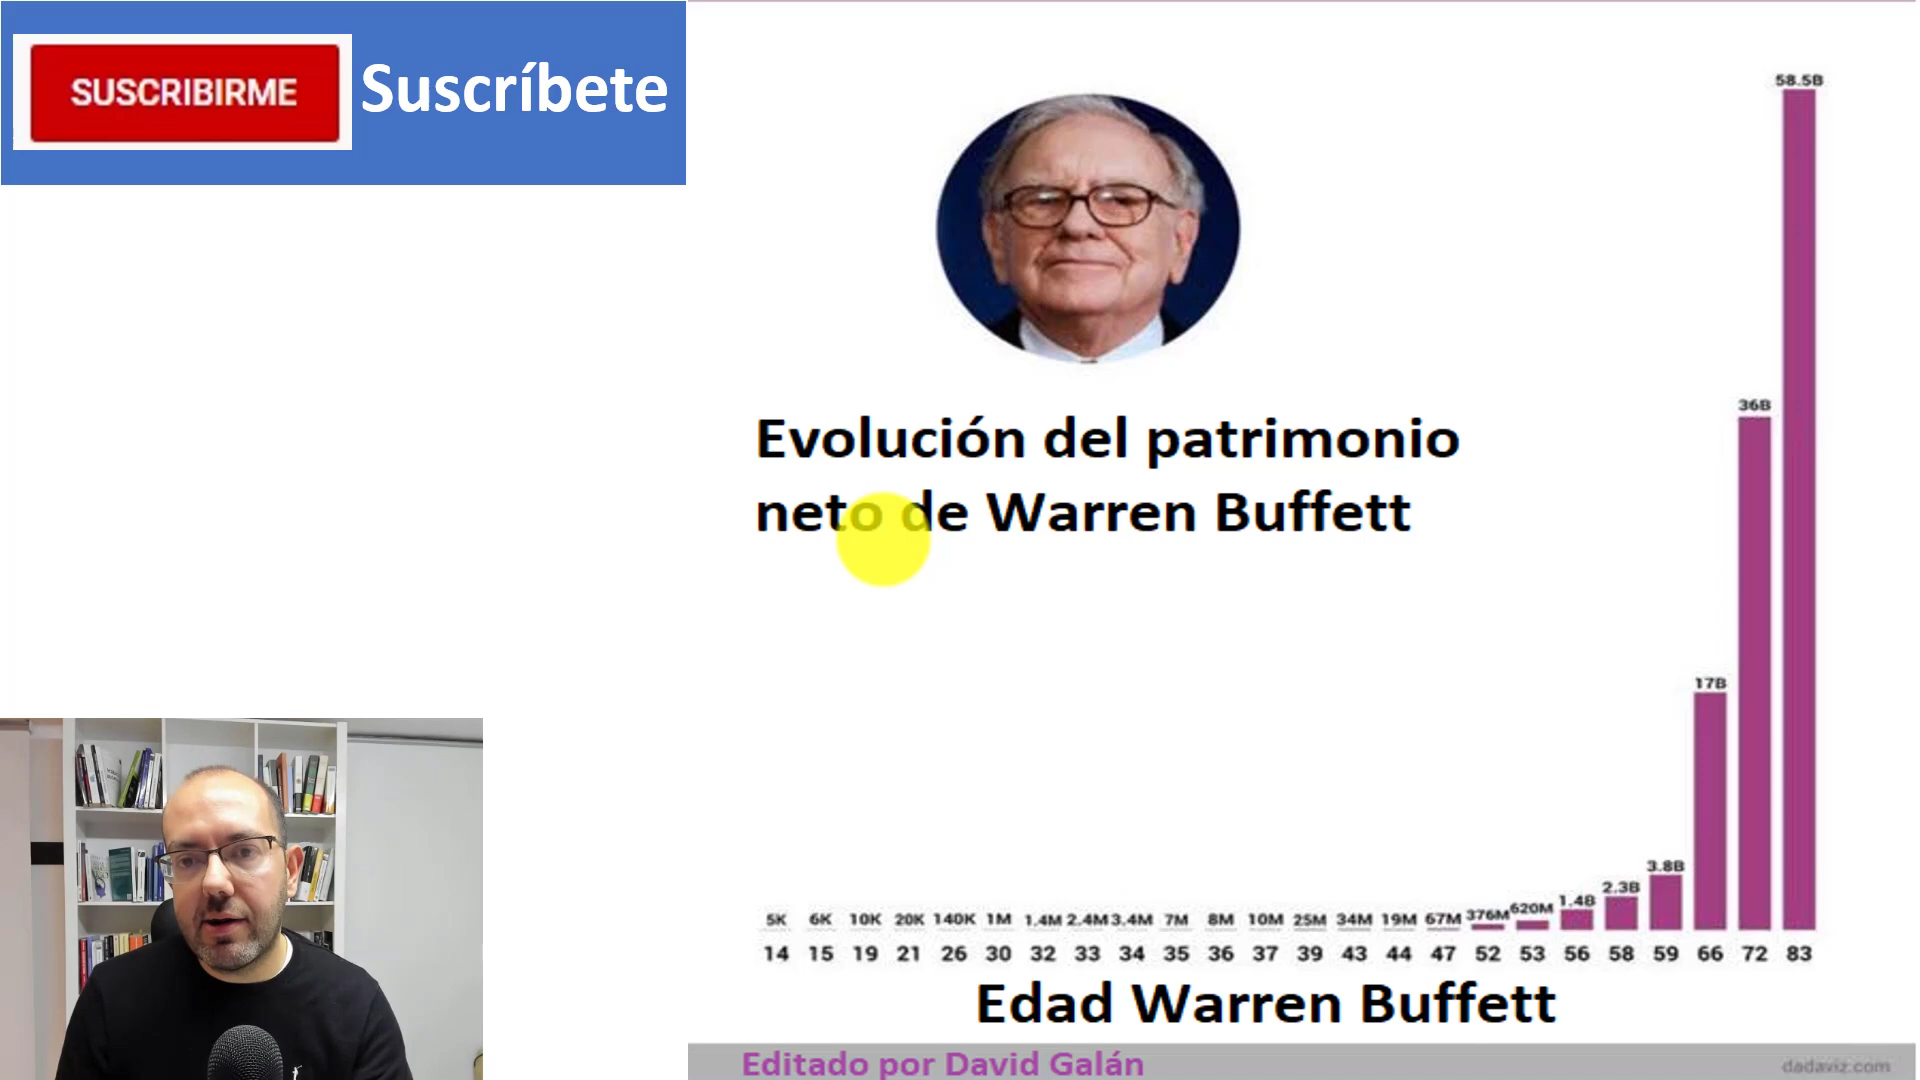 SUSCRIBIRME
Suscríbete
58.5B
36B
Evolución del patrimonio
neto de Warren Buffett
17B
3.8B
2.3B
1.4B
5K 6K 10K 20K 140K 1M 1.4M 2.4M 3.4M 7M 8M 10M 25M 34M 19M 67M 376M 620M
14 15 19 21 26 30 32 33 34 35 36 37 39 43 44 47 52 53 56 58 59 66 72 83
Edad Warren Buffett
Editado por David Galán
dadaviz.com